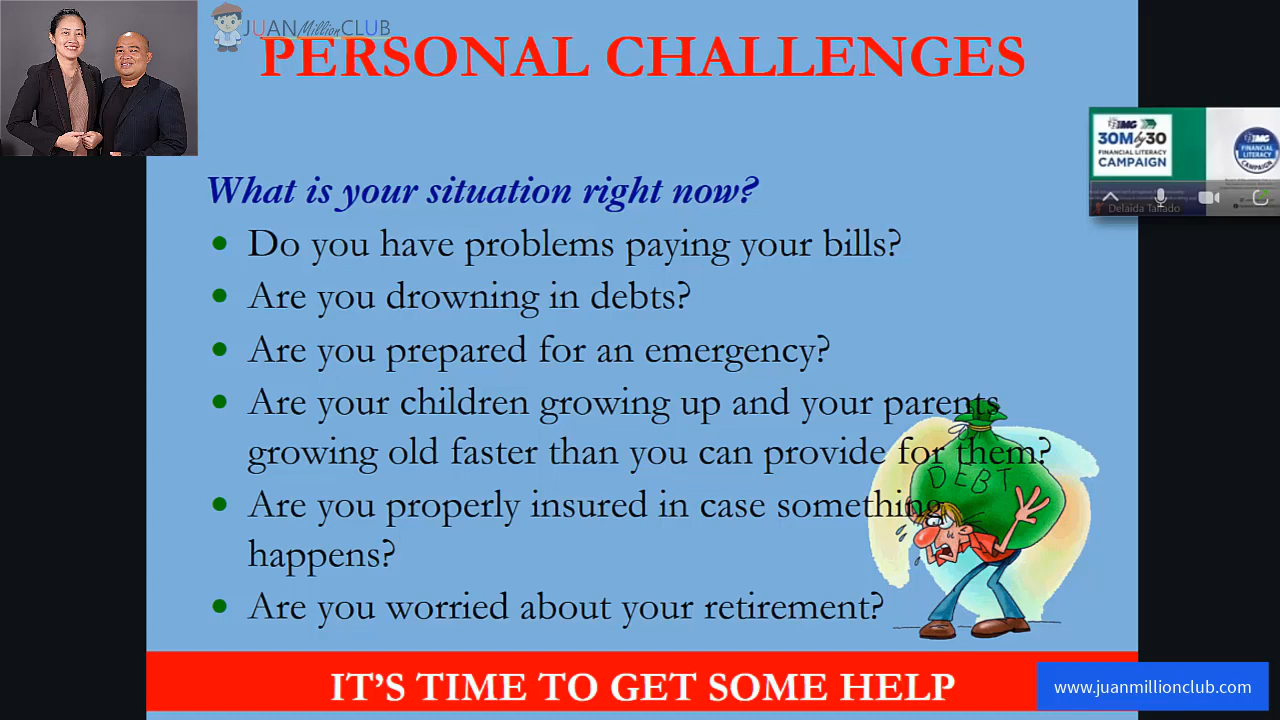 JUAN Million CLUB
PERSONAL CHALLENGES
IMG
30M by 30
FINANCIAL LITERACY
CAMPAIGN
IMG
FINANCIAL
LITERACY
CAMPAIGN
Delaida Tallado
What is your situation right now?
• Do you have problems paying your bills?
• Are you drowning in debts?
• Are you prepared for an emergency?
• Are your children growing up and your parents
growing old faster than you can provide for them?
• Are you properly insured in case something
happens?
• Are you worried about your retirement?
DEBT
IT'S TIME TO GET SOME HELP
www.juanmillionclub.com